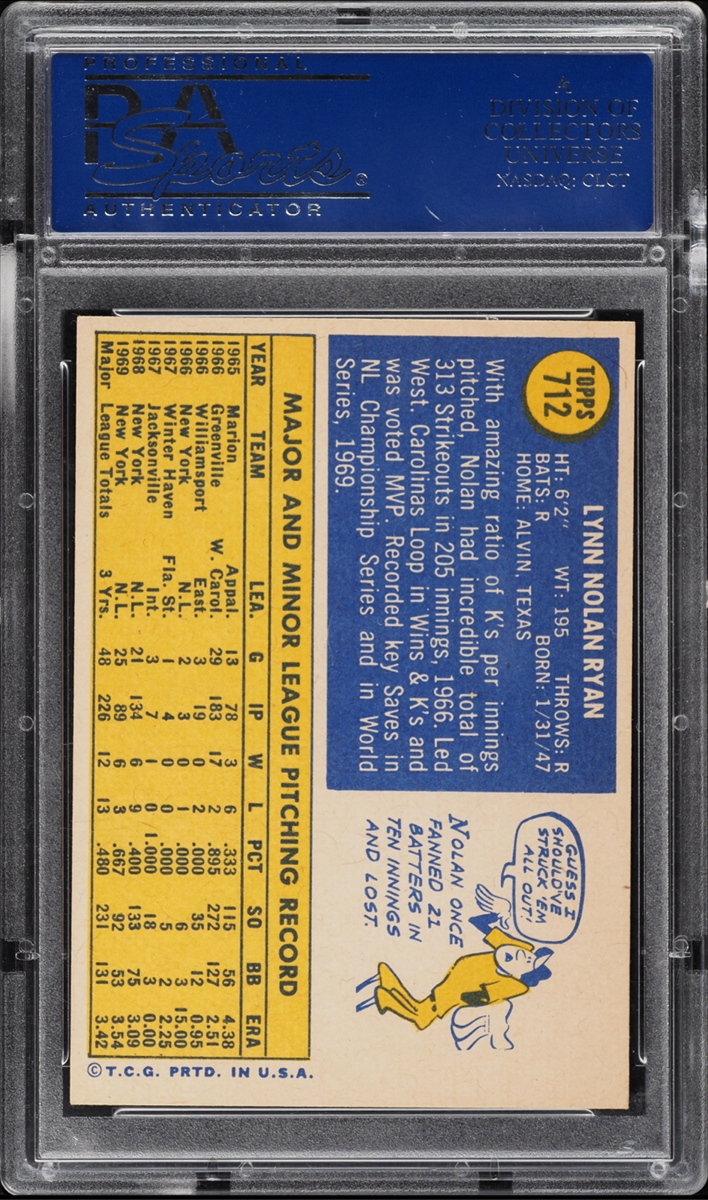 PROFESSIONAL
PSA
Sports®
AUTHENTICATOR
A
DIVISION OF
COLLECTORS
UNIVERSE
NASDAQ: CLCT
TOPPS
712
LYNN NOLAN RYAN
HT: 6'2" WT: 195 THROWS: R
BATS: R BORN: 1/31/47
HOME: ALVIN, TEXAS
With amazing ratio of K's per innings
pitched, Nolan had incredible total of
313 Strikeouts in 205 innings, 1966. Led
West. Carolinas Loop in Wins & K's and
was voted MVP. Recorded key Saves in
NL Championship Series and in World
Series, 1969.
GUESS I
SHOULD'VE
STRUCK 'EM
ALL OUT!
NOLAN ONCE
FANNED 21
BATTERS IN
TEN INNINGS
AND LOST.
MAJOR AND MINOR LEAGUE PITCHING RECORD
YEAR TEAM LEA G IP W L PCT SO BB ERA
1965 Marion Appal. 13 78 3 6 .333 115 56 4.38
1966 Greenville W. Carol. 29 183 17 2 .895 272 127 2.51
1966 Williamsport East. 3 19 0 2 .000 35 12 0.95
1966 New York N.L. 2 3 0 1 .000 6 3 15.00
1967 Winter Haven Fla. St. 1 4 0 0 .000 5 2 2.25
1967 Jacksonville Int. 3 7 1 0 1.000 18 3 0.00
1968 New York N.L. 21 134 6 9 .400 133 75 3.09
1969 New York N.L. 25 89 6 3 .667 92 53 3.54
Major League Totals 3 Yrs. 48 226 12 13 .480 231 131 3.42
© T.C.G. PRTD. IN U.S.A.